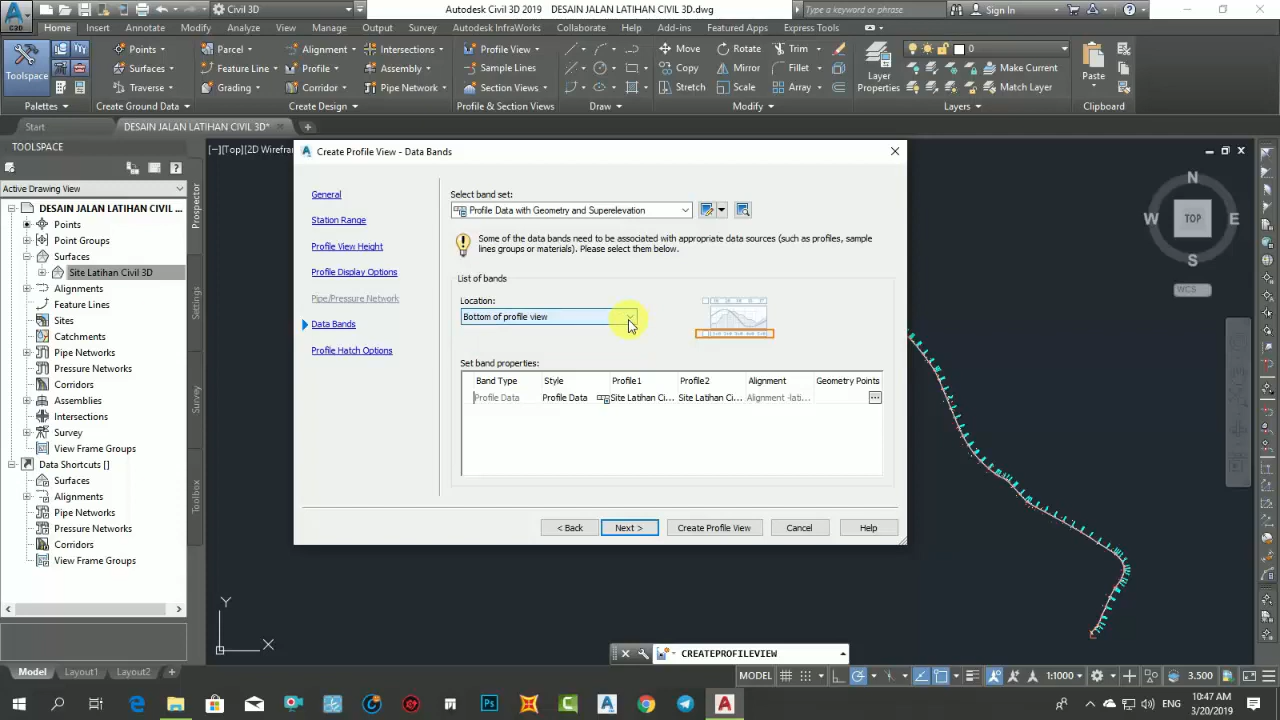 Civil 3D
Autodesk Civil 3D 2019 DESAIN JALAN LATIHAN CIVIL 3D.dwg
Type a keyword or phrase
Sign In
Home Insert Annotate Modify Analyze View Manage Output Survey Autodesk InfraWorks Collaborate Help Add-ins Featured Apps Express Tools
Toolspace
Points
Surfaces
Traverse
Parcel
Feature Line
Grading
Alignment
Profile
Corridor
Intersections
Assembly
Pipe Network
Profile View
Sample Lines
Section Views
Move
Copy
Stretch
Rotate
Mirror
Scale
Trim
Fillet
Array
Layer
Properties
0
Make Current
Match Layer
Paste
Palettes
Create Ground Data
Create Design
Profile & Section Views
Draw
Modify
Layers
Clipboard
Start
DESAIN JALAN LATIHAN CIVIL 3D*
TOOLSPACE
Active Drawing View
DESAIN JALAN LATIHAN CIVIL ...
Points
Point Groups
Surfaces
Site Latihan Civil 3D
Alignments
Feature Lines
Sites
Catchments
Pipe Networks
Pressure Networks
Corridors
Assemblies
Intersections
Survey
View Frame Groups
Data Shortcuts []
Surfaces
Alignments
Pipe Networks
Pressure Networks
Corridors
View Frame Groups
Prospector
Settings
Survey
Toolbox
[−][Top][2D Wirefra
Create Profile View - Data Bands
General
Station Range
Profile View Height
Profile Display Options
Pipe/Pressure Network
Data Bands
Profile Hatch Options
Select band set:
Profile Data with Geometry and Superelevation
Some of the data bands need to be associated with appropriate data sources (such as profiles, sample
lines groups or materials). Please select them below.
List of bands
Location:
Bottom of profile view
Set band properties:
Band Type Style Profile1 Profile2 Alignment Geometry Points
Profile Data Profile Data Site Latihan Ci... Site Latihan Ci... Alignment -lati... ...
< Back Next > Create Profile View Cancel Help
N
W TOP E
S
WCS
Y
X
CREATEPROFILEVIEW
Model Layout1 Layout2 +
MODEL
1:1000
3.500
10:47 AM
3/20/2019